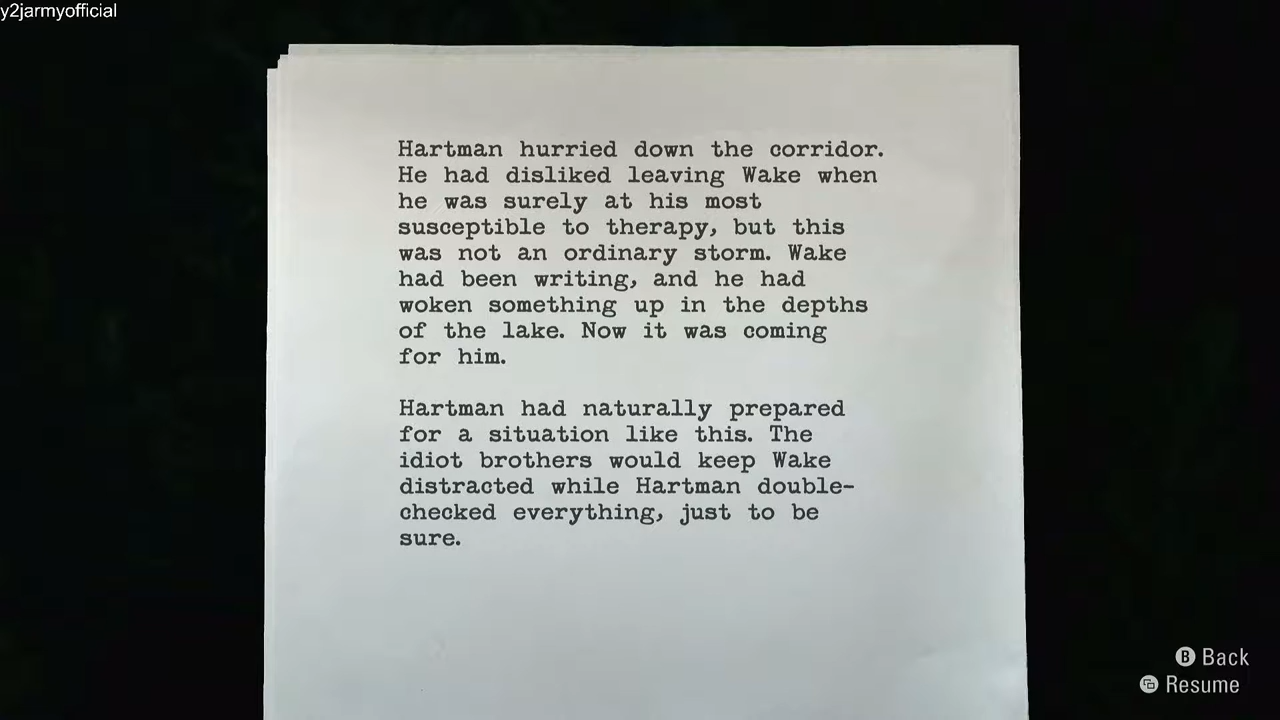 y2jarmyofficial
Hartman hurried down the corridor.
He had disliked leaving Wake when
he was surely at his most
susceptible to therapy, but this
was not an ordinary storm. Wake
had been writing, and he had
woken something up in the depths
of the lake. Now it was coming
for him.
Hartman had naturally prepared
for a situation like this. The
idiot brothers would keep Wake
distracted while Hartman double-
checked everything, just to be
sure.
B Back
Resume